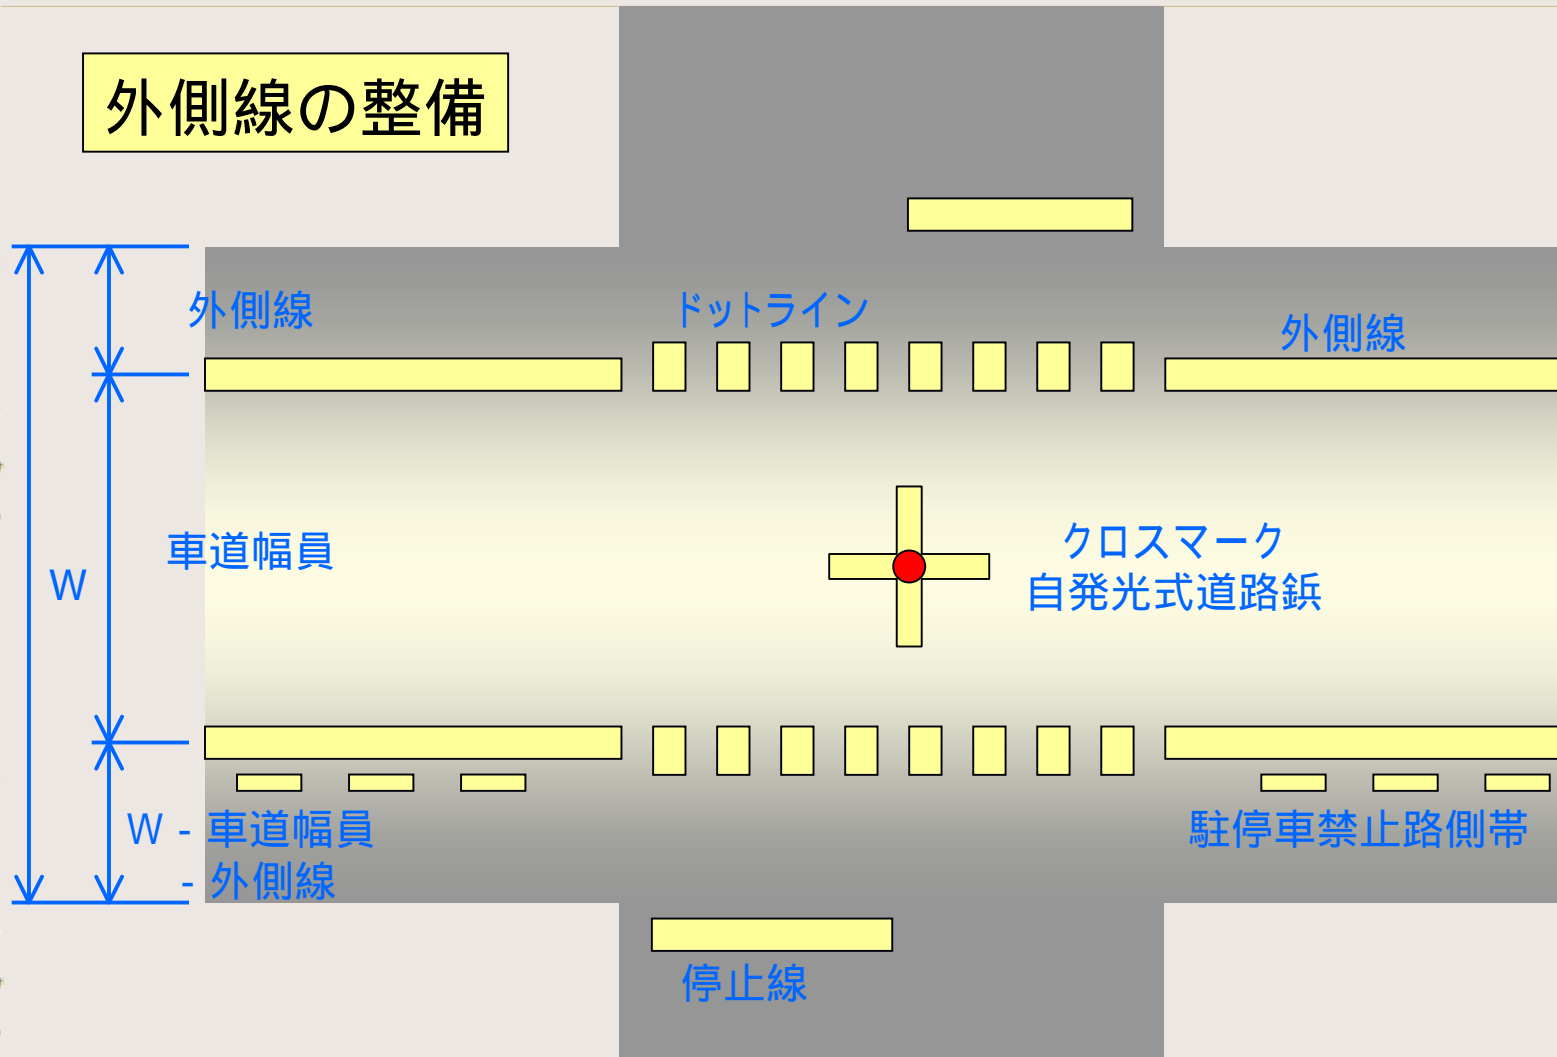 外側線の整備
外側線
ドットライン
外側線
車道幅員
W
クロスマーク
自発光式道路鋲
W - 車道幅員
- 外側線
駐停車禁止路側帯
停止線